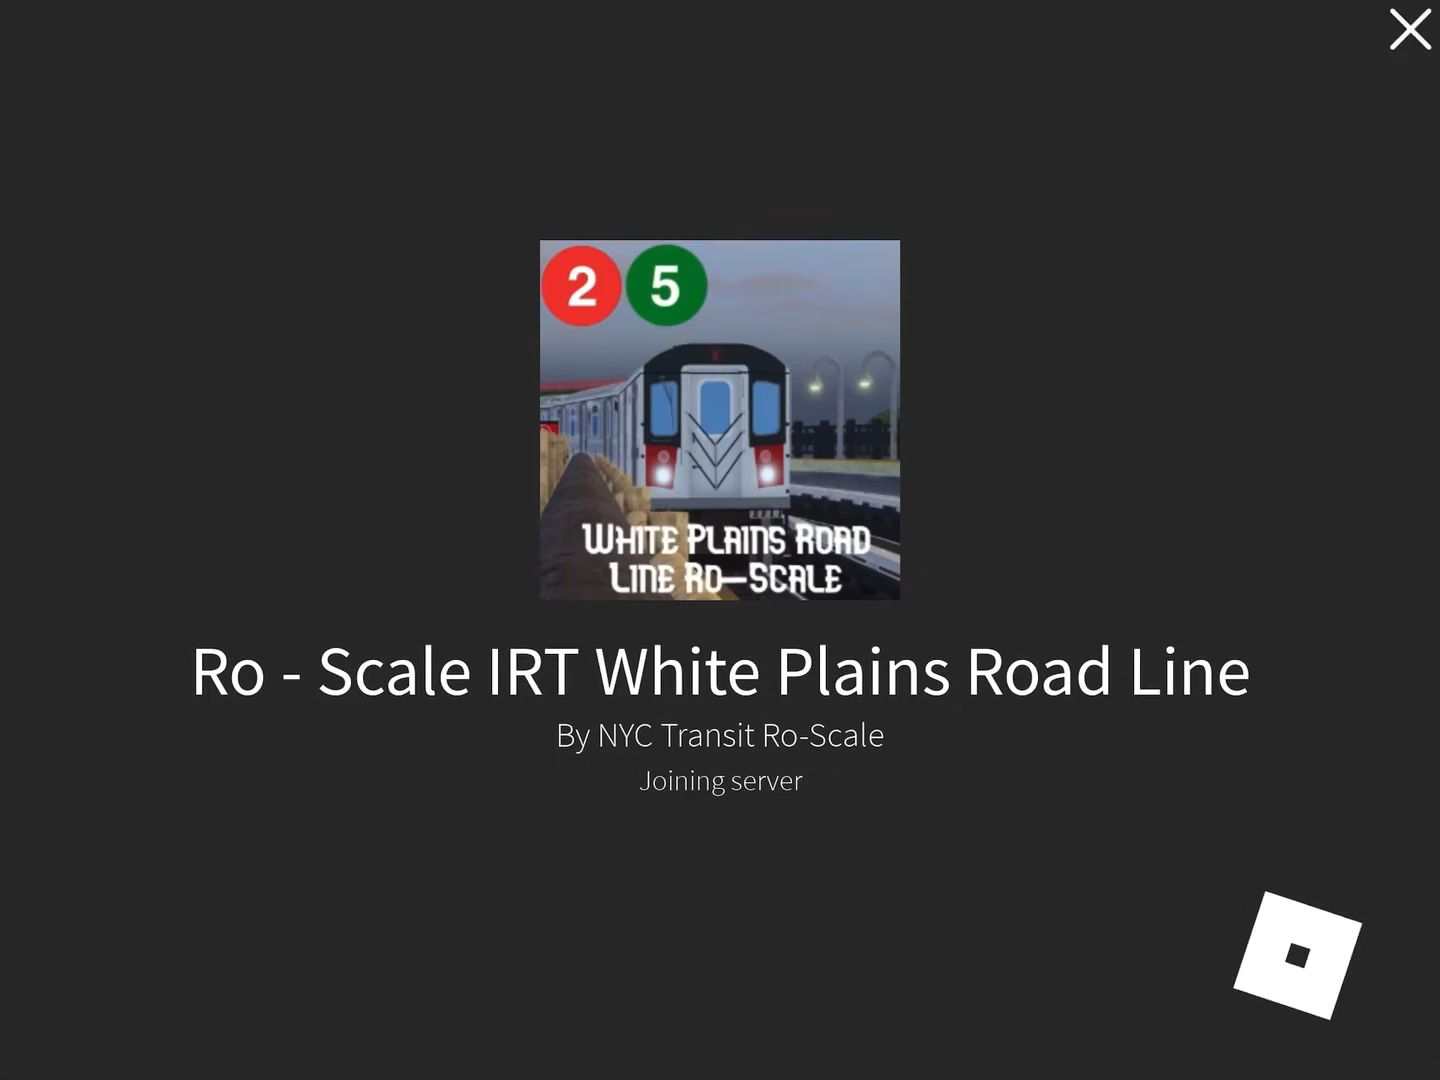 2 5
WHITE PLAINS ROAD
LINE RO-SCALE
Ro - Scale IRT White Plains Road Line
By NYC Transit Ro-Scale
Joining server